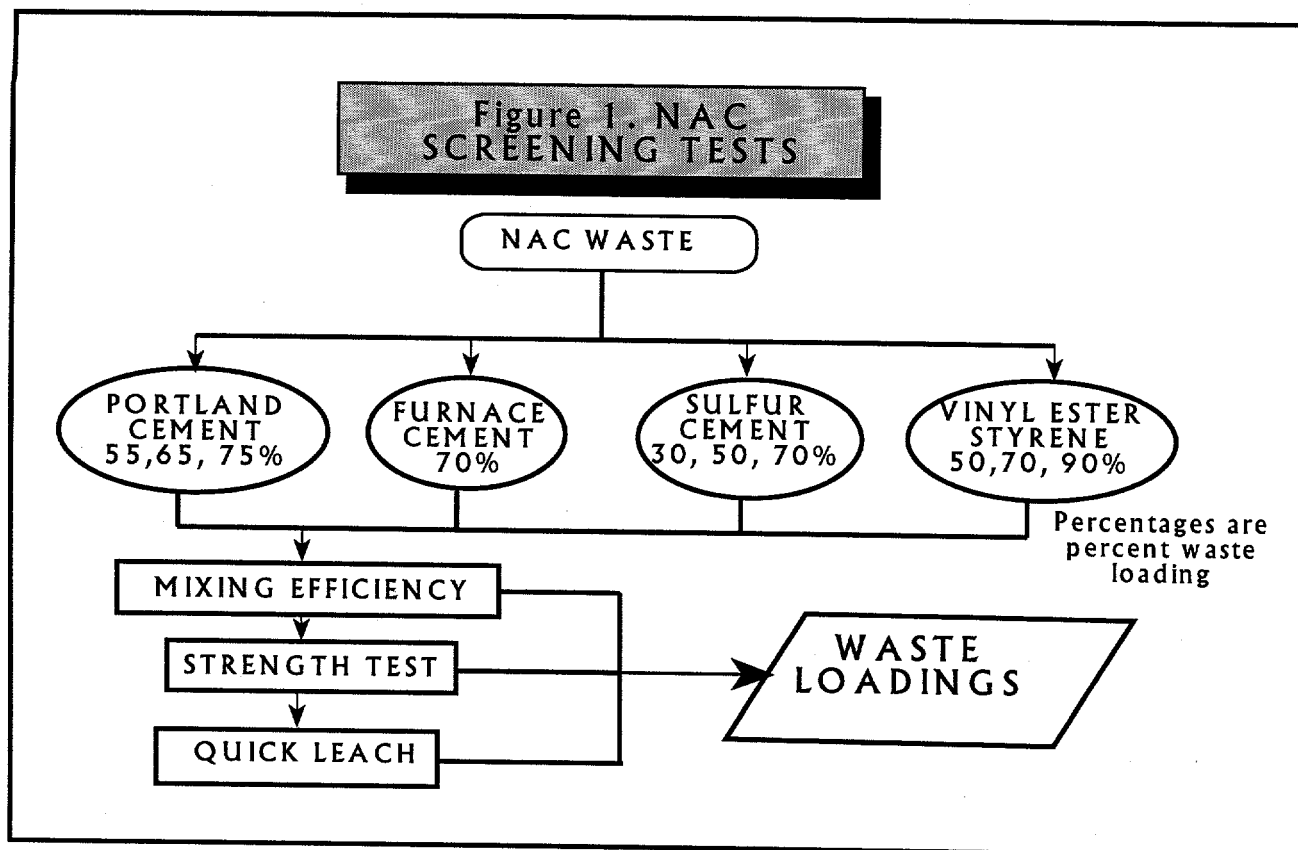 Figure 1. NAC
SCREENING TESTS
NAC WASTE
PORTLAND
CEMENT
55,65, 75%
FURNACE
CEMENT
70%
SULFUR
CEMENT
30, 50, 70%
VINYL ESTER
STYRENE
50,70, 90%
Percentages are
percent waste
loading
MIXING EFFICIENCY
STRENGTH TEST
QUICK LEACH
WASTE
LOADINGS